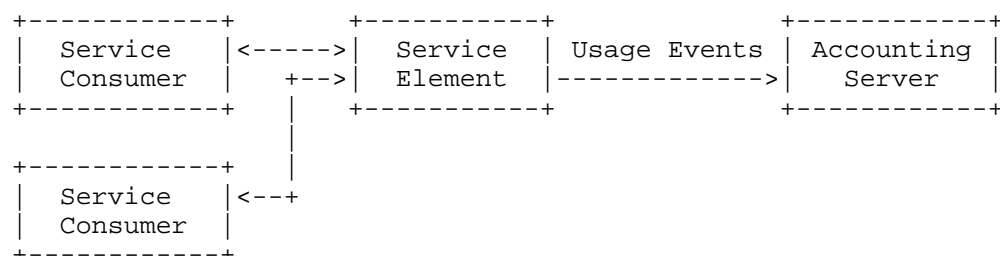 Service Service Usage Events Accounting
Consumer Element Server
Service
Consumer